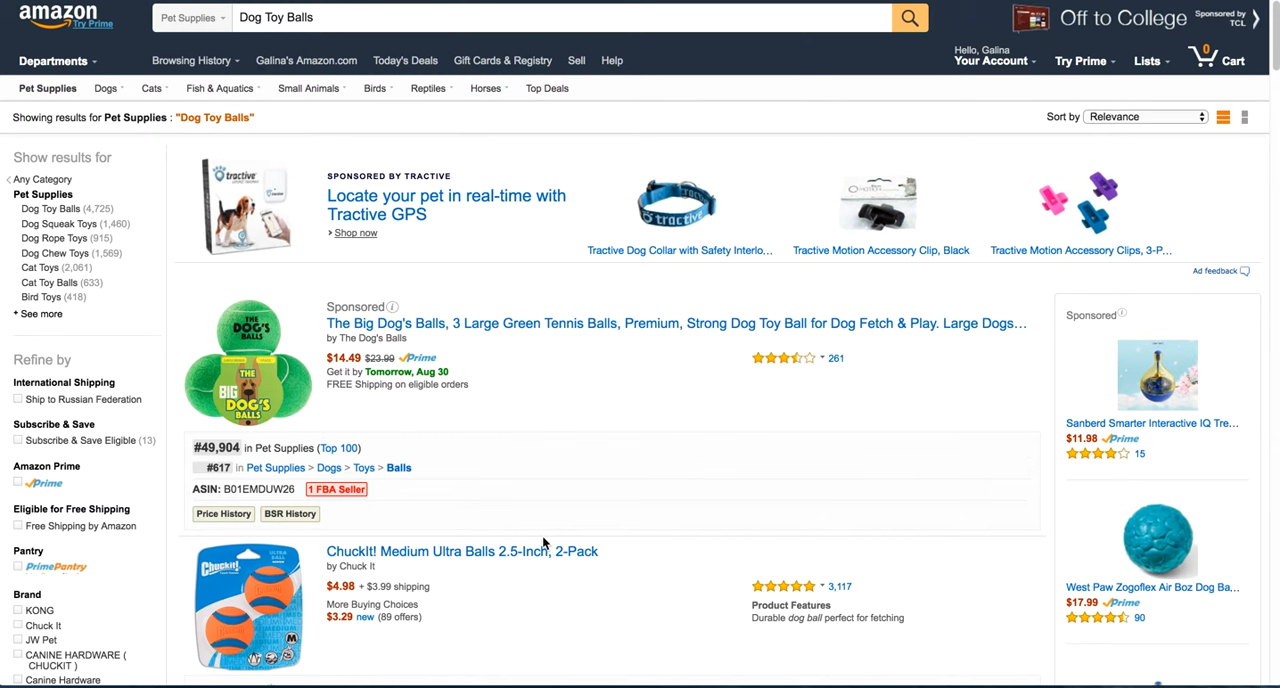 amazon
Try Prime
Pet Supplies
Dog Toy Balls
Off to College
Sponsored by
TCL
Departments
Browsing History
Galina's Amazon.com
Today's Deals
Gift Cards & Registry
Sell
Help
Hello, Galina
Your Account
Try Prime
Lists
0
Cart
Pet Supplies
Dogs
Cats
Fish & Aquatics
Small Animals
Birds
Reptiles
Horses
Top Deals
Showing results for Pet Supplies : "Dog Toy Balls"
Sort by
Relevance
Show results for
Any Category
Pet Supplies
Dog Toy Balls (4,725)
Dog Squeak Toys (1,460)
Dog Rope Toys (915)
Dog Chew Toys (1,569)
Cat Toys (2,061)
Cat Toy Balls (633)
Bird Toys (418)
+ See more
Refine by
International Shipping
Ship to Russian Federation
Subscribe & Save
Subscribe & Save Eligible (13)
Amazon Prime
Prime
Eligible for Free Shipping
Free Shipping by Amazon
Pantry
PrimePantry
Brand
KONG
Chuck It
JW Pet
CANINE HARDWARE (
CHUCKIT )
Canine Hardware
tractive
SPONSORED BY TRACTIVE
Locate your pet in real-time with
Tractive GPS
Shop now
tractive
Tractive Dog Collar with Safety Interlo...
Tractive Motion Accessory Clip, Black
Tractive Motion Accessory Clips, 3-P...
Ad feedback
THE
DOG'S
BALLS
THE
BIG
DOG'S
BALLS
Sponsored
The Big Dog's Balls, 3 Large Green Tennis Balls, Premium, Strong Dog Toy Ball for Dog Fetch & Play. Large Dogs...
by The Dog's Balls
$14.49 $23.99 Prime
261
Get it by Tomorrow, Aug 30
FREE Shipping on eligible orders
#49,904 in Pet Supplies (Top 100)
#617 in Pet Supplies > Dogs > Toys > Balls
ASIN: B01EMDUW26
1 FBA Seller
Price History
BSR History
Chuckit!
ULTRA
BALL
M
ChuckIt! Medium Ultra Balls 2.5-Inch, 2-Pack
by Chuck It
$4.98 + $3.99 shipping
3,117
More Buying Choices
$3.29 new (89 offers)
Product Features
Durable dog ball perfect for fetching
Sponsored
Sanberd Smarter Interactive IQ Tre...
$11.98 Prime
15
West Paw Zogoflex Air Boz Dog Ba...
$17.99 Prime
90